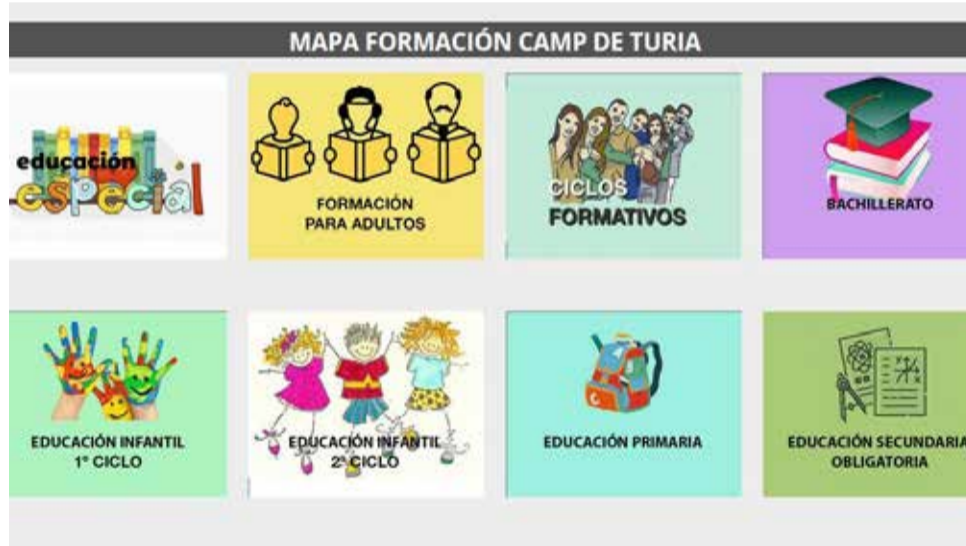 MAPA FORMACIÓN CAMP DE TURIA
educación
especial
FORMACIÓN
PARA ADULTOS
CICLOS
FORMATIVOS
BACHILLERATO
EDUCACIÓN INFANTIL
1º CICLO
EDUCACIÓN INFANTIL
2º CICLO
EDUCACIÓN PRIMARIA
EDUCACIÓN SECUNDARIA
OBLIGATORIA